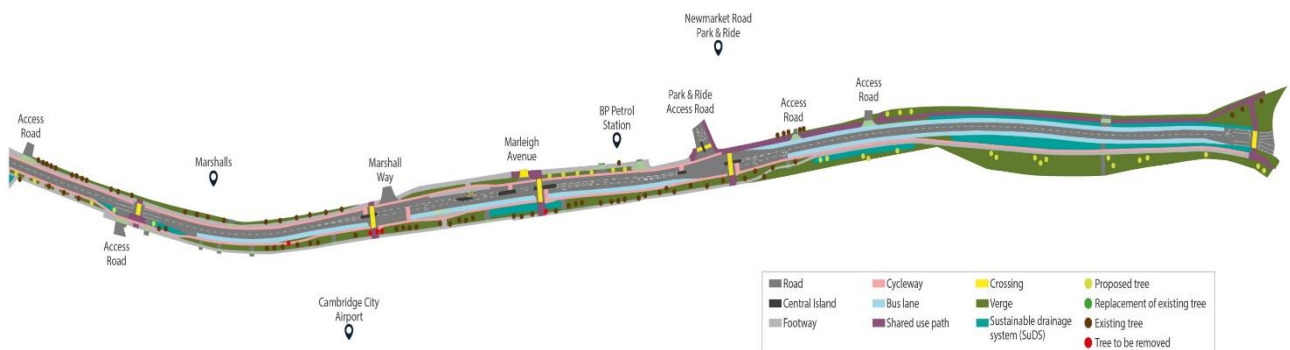 Newmarket Road
Park & Ride
Park & Ride
Access Road
Access
Road
Access
Road
BP Petrol
Station
Marleigh
Avenue
Marshall
Way
Marshalls
Access
Road
Access
Road
Cambridge City
Airport
Road
Cycleway
Crossing
Proposed tree
Central Island
Bus lane
Verge
Replacement of existing tree
Footway
Shared use path
Sustainable drainage
system (SuDS)
Existing tree
Tree to be removed